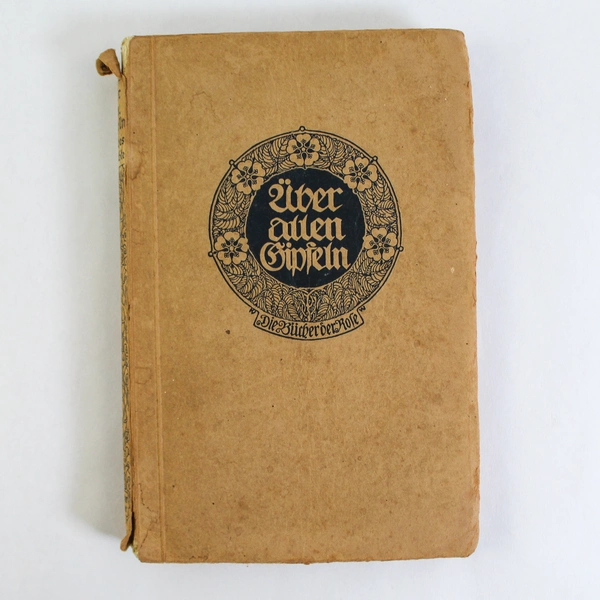 Über
allen
Gipfeln
Die Bücher der Rose